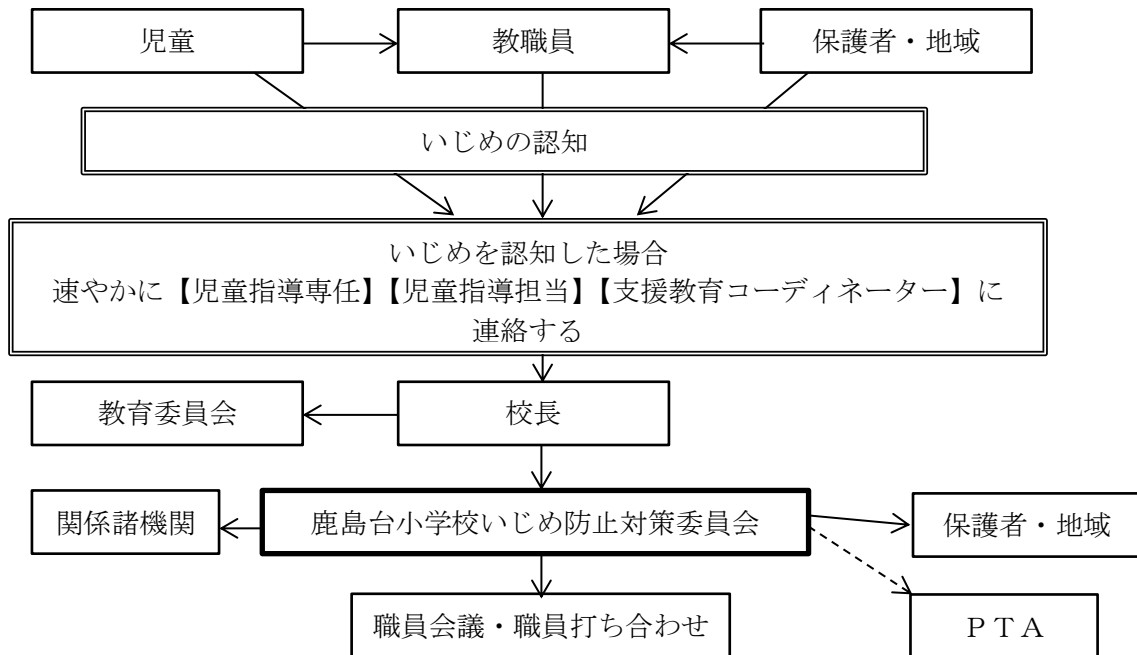 児童
教職員
保護者・地域
いじめの認知
いじめを認知した場合
速やかに【児童指導専任】【児童指導担当】【支援教育コーディネーター】に
連絡する
教育委員会
校長
関係諸機関
鹿島台小学校いじめ防止対策委員会
保護者・地域
職員会議・職員打ち合わせ
ＰＴＡ